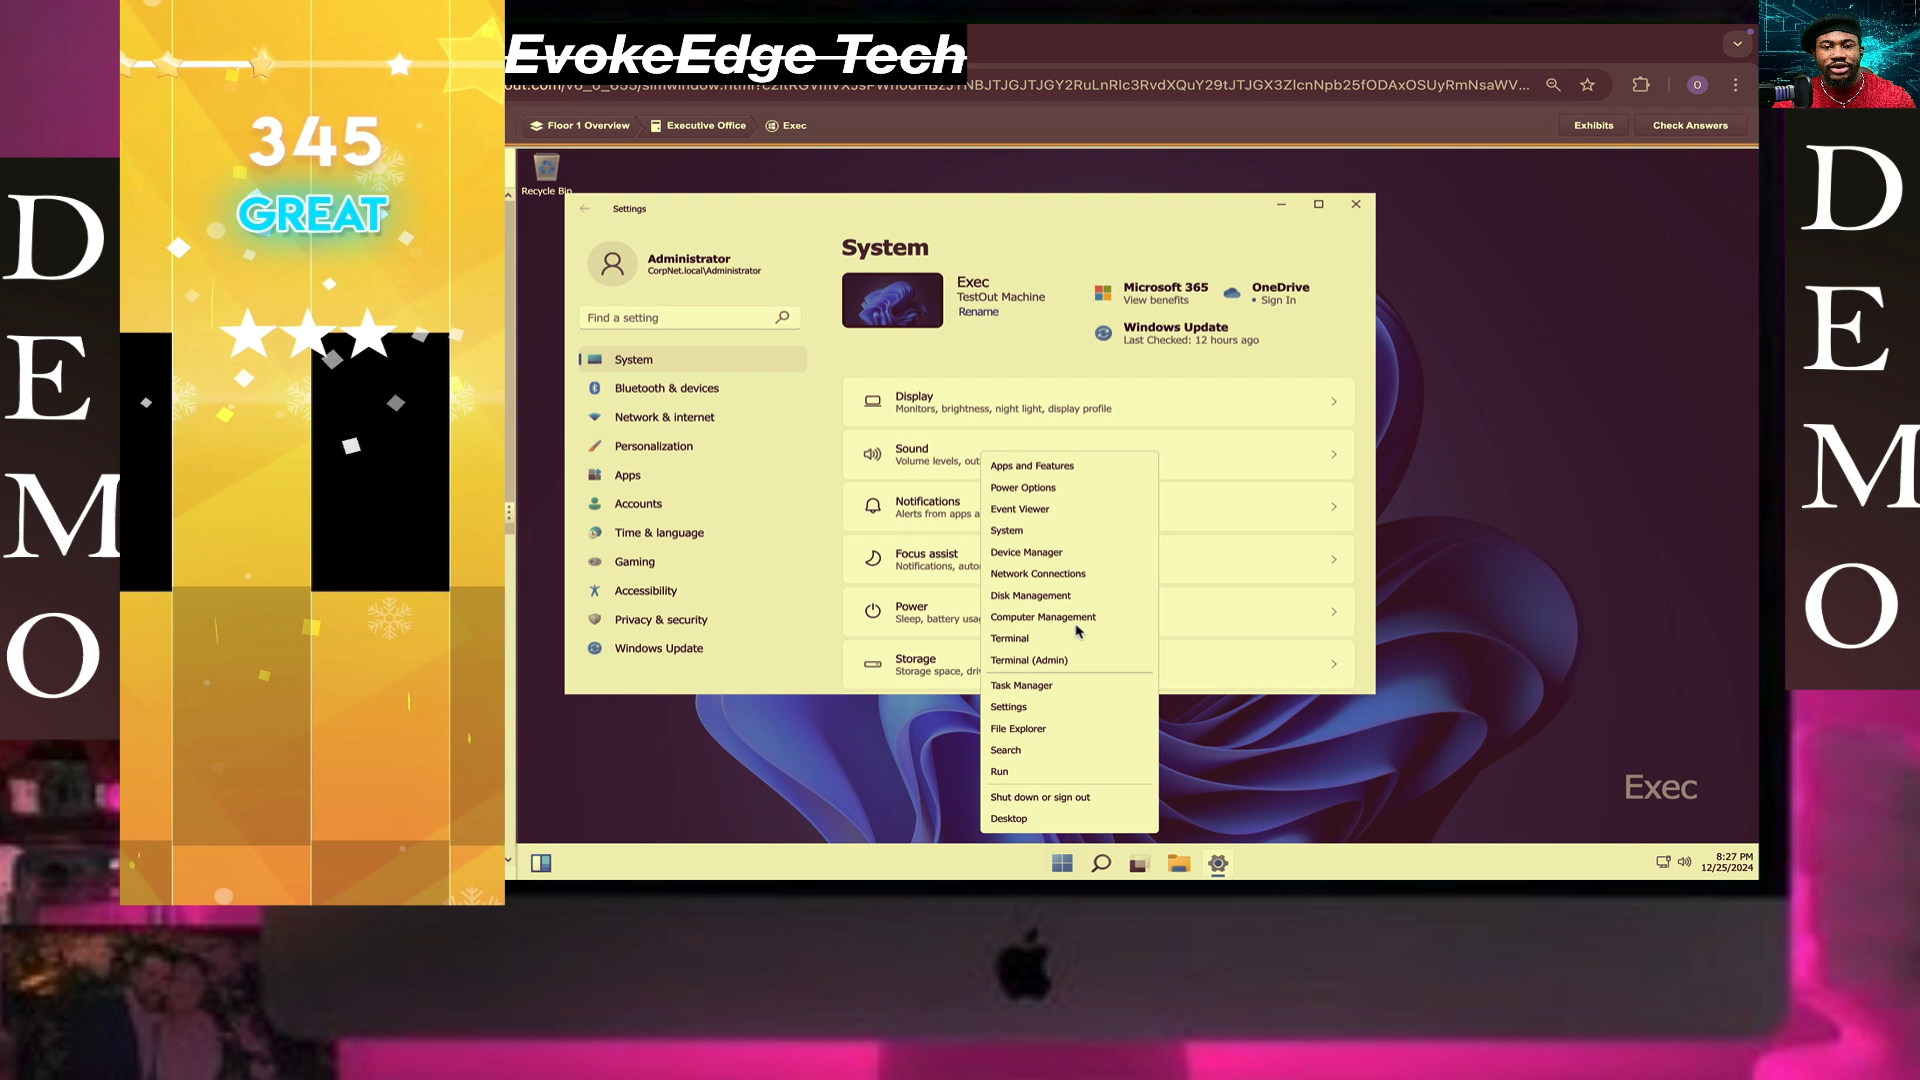 EvokeEdge Tech
345
GREAT
D
E
M
O
D
E
M
O
Floor 1 Overview
Executive Office
Exec
Exhibits
Check Answers
O
Recycle Bin
Settings
Administrator
CorpNet.local\Administrator
Find a setting
System
Bluetooth & devices
Network & internet
Personalization
Apps
Accounts
Time & language
Gaming
Accessibility
Privacy & security
Windows Update
System
Exec
TestOut Machine
Rename
Microsoft 365
View benefits
OneDrive
• Sign In
Windows Update
Last Checked: 12 hours ago
Display
Monitors, brightness, night light, display profile
Sound
Volume levels, out
Notifications
Alerts from apps a
Focus assist
Notifications, auto
Power
Sleep, battery usa
Storage
Storage space, dri
Apps and Features
Power Options
Event Viewer
System
Device Manager
Network Connections
Disk Management
Computer Management
Terminal
Terminal (Admin)
Task Manager
Settings
File Explorer
Search
Run
Shut down or sign out
Desktop
Exec
8:27 PM
12/25/2024